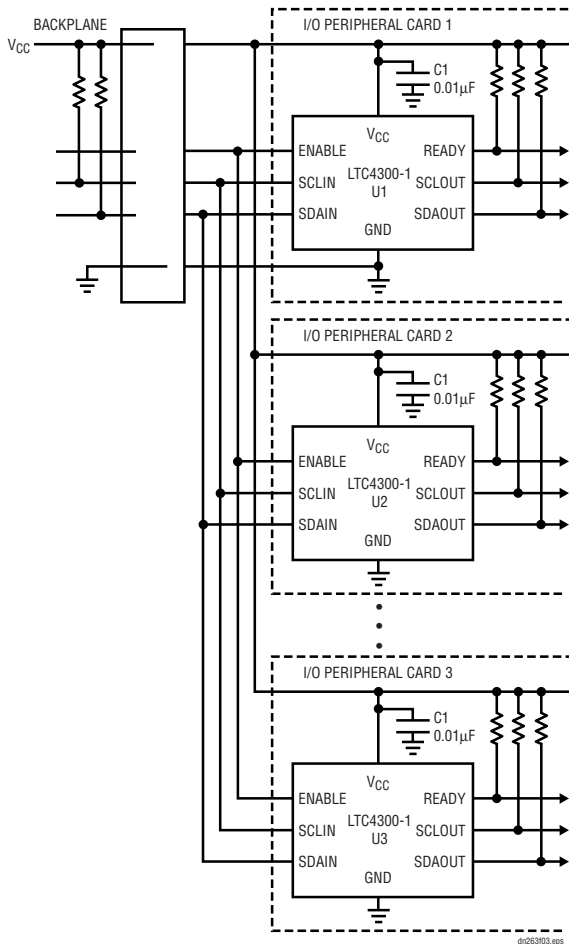 BACKPLANE
VCC
I/O PERIPHERAL CARD 1
C1
0.01μF
VCC
ENABLE
READY
LTC4300-1
SCLIN
SCLOUT
U1
SDAIN
SDAOUT
GND
I/O PERIPHERAL CARD 2
C1
0.01μF
VCC
ENABLE
READY
LTC4300-1
SCLIN
SCLOUT
U2
SDAIN
SDAOUT
GND
I/O PERIPHERAL CARD 3
C1
0.01μF
VCC
ENABLE
READY
LTC4300-1
SCLIN
SCLOUT
U3
SDAIN
SDAOUT
GND
dn263f03.eps